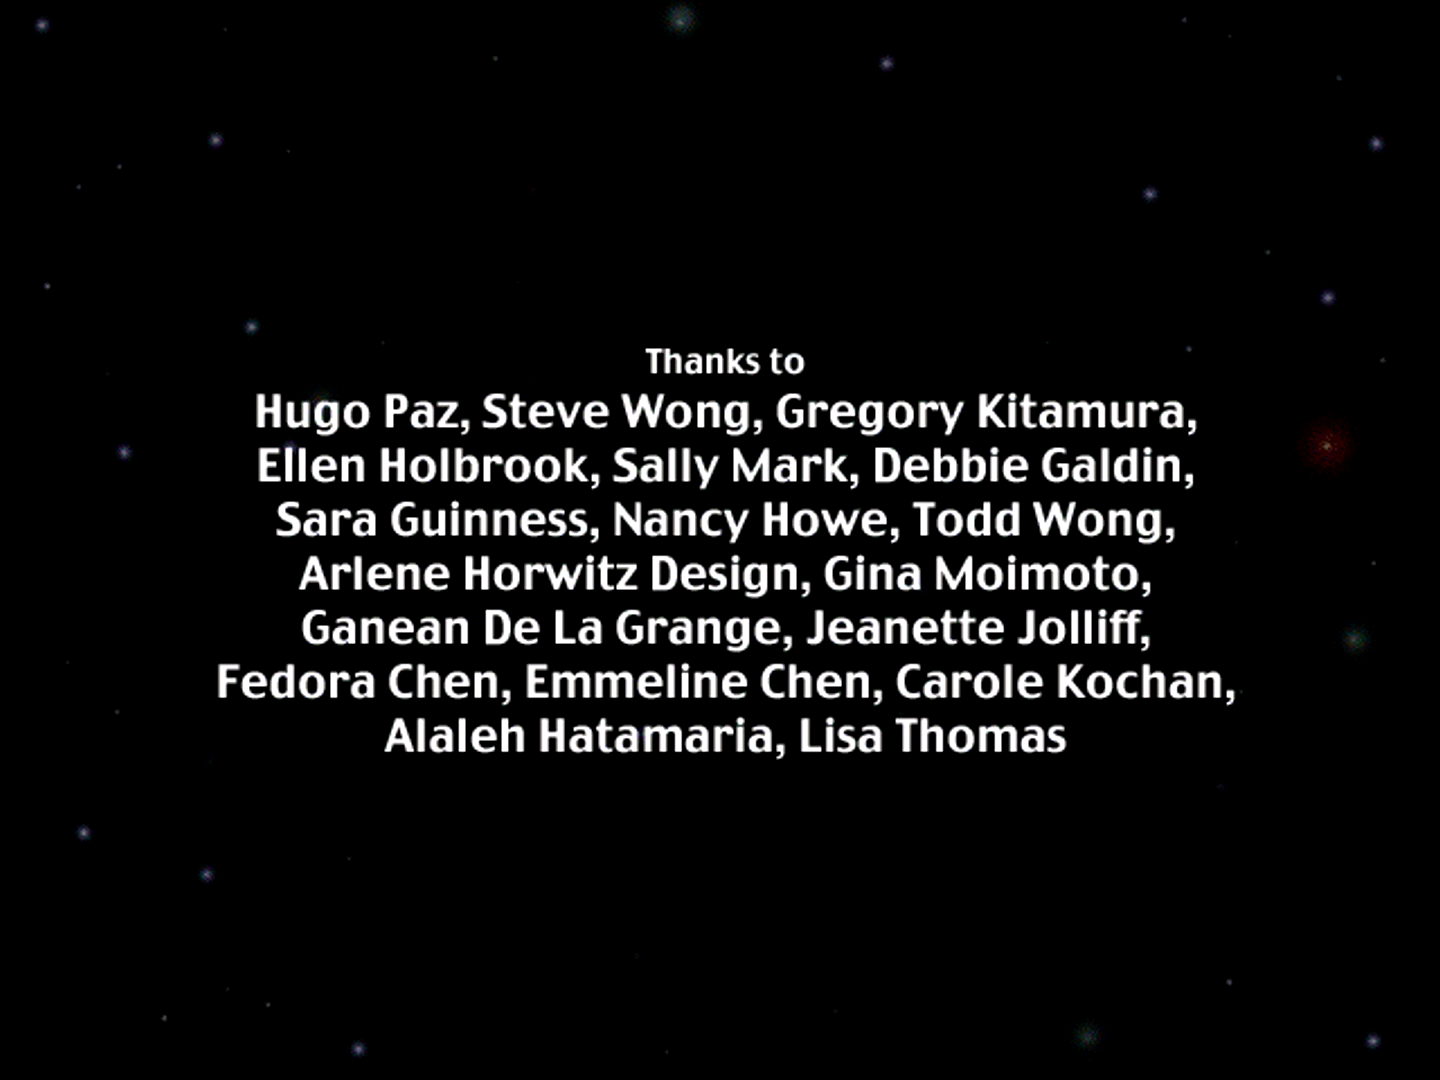 Thanks to
Hugo Paz, Steve Wong, Gregory Kitamura,
Ellen Holbrook, Sally Mark, Debbie Galdin,
Sara Guinness, Nancy Howe, Todd Wong,
Arlene Horwitz Design, Gina Moimoto,
Ganean De La Grange, Jeanette Jolliff,
Fedora Chen, Emmeline Chen, Carole Kochan,
Alaleh Hatamaria, Lisa Thomas